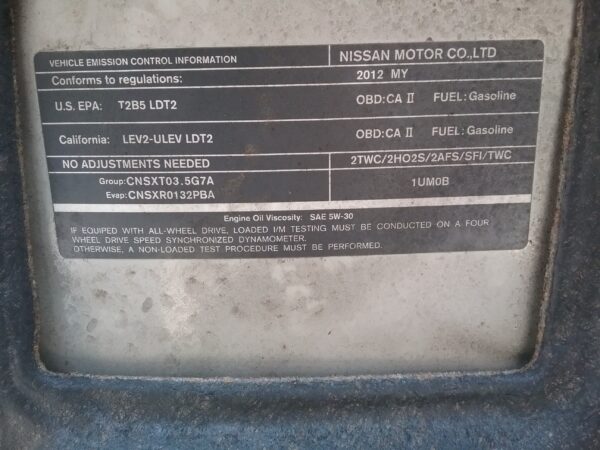 VEHICLE EMISSION CONTROL INFORMATION NISSAN MOTOR CO.,LTD
Conforms to regulations: 2012 MY
U.S. EPA: T2B5 LDT2 OBD:CA II FUEL:Gasoline
California: LEV2-ULEV LDT2 OBD:CA II FUEL:Gasoline
NO ADJUSTMENTS NEEDED 2TWC/2HO2S/2AFS/SFI/TWC
Group:CNSXT03.5G7A 1UM0B
Evap:CNSXR0132PBA
Engine Oil Viscosity: SAE 5W-30
IF EQUIPED WITH ALL-WHEEL DRIVE, LOADED I/M TESTING MUST BE CONDUCTED ON A FOUR
WHEEL DRIVE SPEED SYNCHRONIZED DYNAMOMETER.
OTHERWISE, A NON-LOADED TEST PROCEDURE MUST BE PERFORMED.